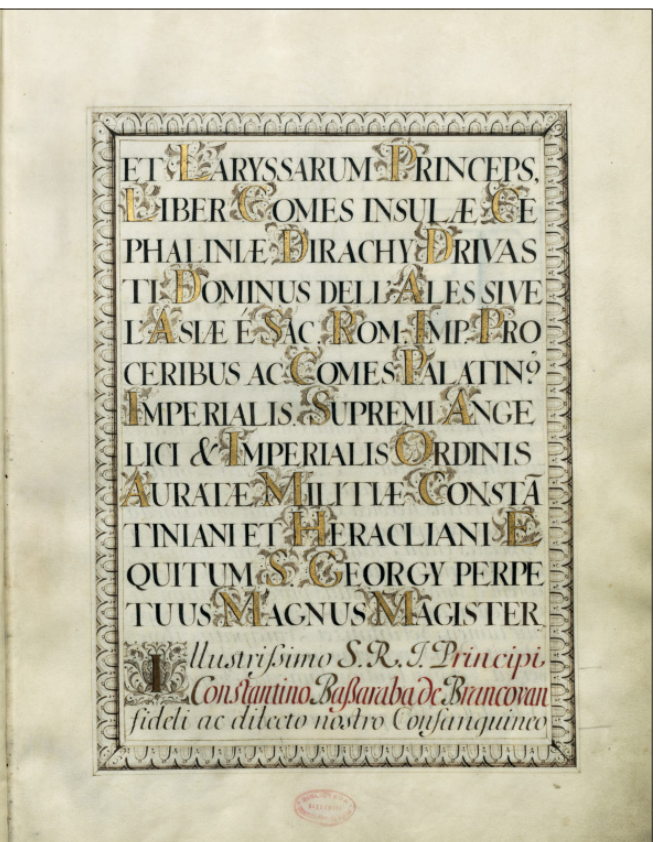 ET LARYSSARUM PRINCEPS,
LIBER COMES INSULÆ CE
PHALINIÆ DIRACHY DRIVAS
TI DOMINUS DELL'ALES SIVE
L'ASIÆ É SAC. ROM. IMP. PRO
CERIBUS AC COMES PALATIN9
IMPERIALIS. SUPREMI ANGE
LICI & IMPERIALIS ORDINIS
AURATÆ MILITIÆ CONSTĀ
TINIANI ET HERACLIANI E
QUITUM S. GEORGY PERPE
TUUS MAGNUS MAGISTER
Illustrißimo S.R.I. Principi
Constantino Baßaraba de Brancovan
fideli ac dilecto nostro Consanguineo